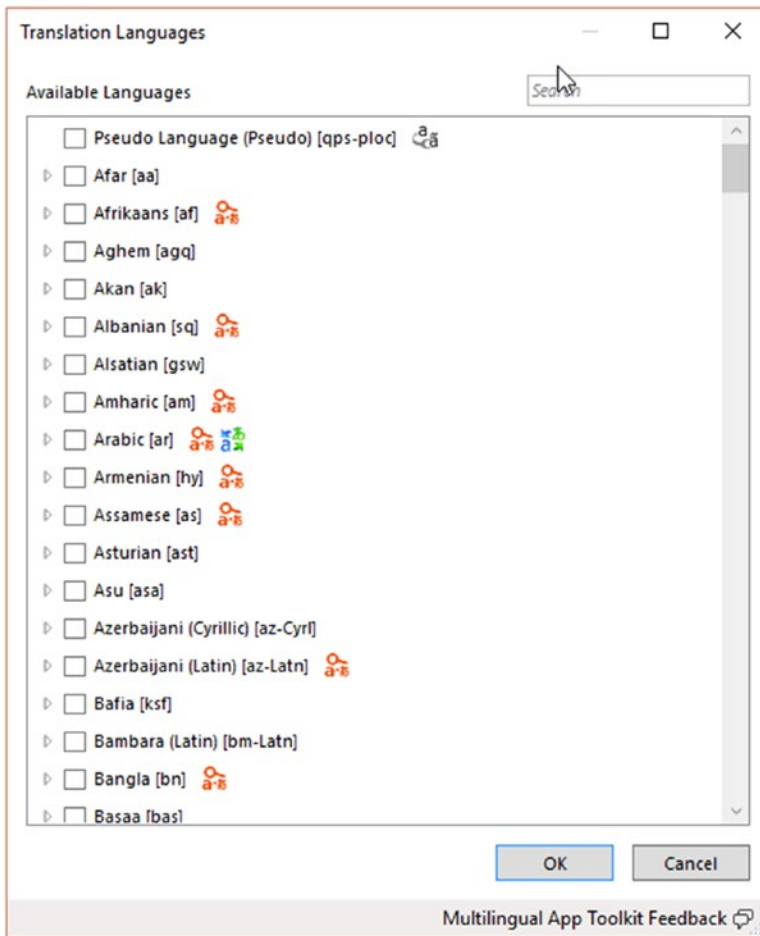 Translation Languages
Available Languages
Search
Pseudo Language (Pseudo) [qps-ploc]
Afar [aa]
Afrikaans [af]
Aghem [agq]
Akan [ak]
Albanian [sq]
Alsatian [gsw]
Amharic [am]
Arabic [ar]
Armenian [hy]
Assamese [as]
Asturian [ast]
Asu [asa]
Azerbaijani (Cyrillic) [az-Cyrl]
Azerbaijani (Latin) [az-Latn]
Bafia [ksf]
Bambara (Latin) [bm-Latn]
Bangla [bn]
Basaa [bas]
OK
Cancel
Multilingual App Toolkit Feedback